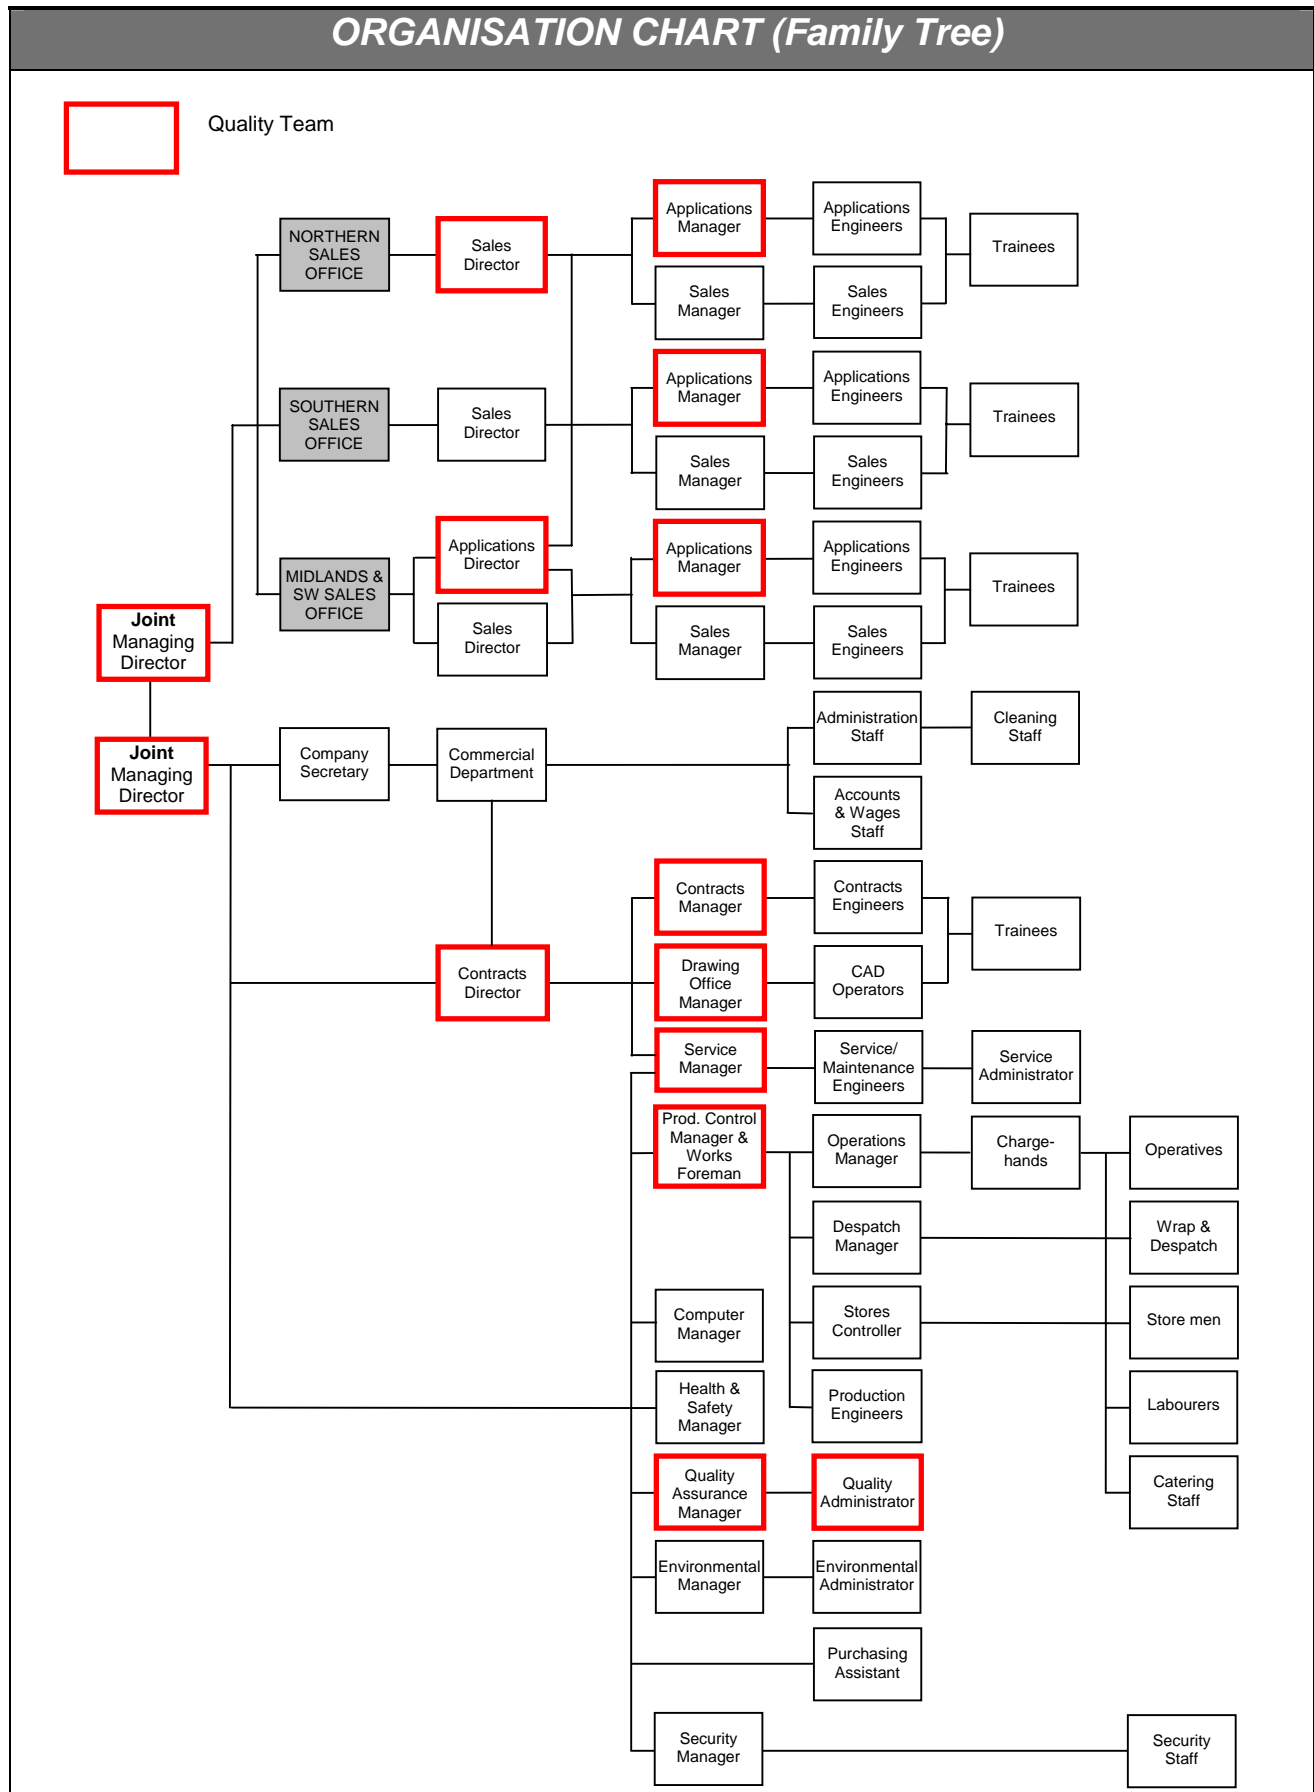 ORGANISATION CHART (Family Tree)
Quality Team
NORTHERN
SALES
OFFICE
Sales
Director
Applications
Manager
Applications
Engineers
Trainees
Sales
Manager
Sales
Engineers
SOUTHERN
SALES
OFFICE
Sales
Director
Applications
Manager
Applications
Engineers
Trainees
Sales
Manager
Sales
Engineers
MIDLANDS &
SW SALES
OFFICE
Applications
Director
Sales
Director
Applications
Manager
Applications
Engineers
Trainees
Sales
Manager
Sales
Engineers
Joint
Managing
Director
Joint
Managing
Director
Company
Secretary
Commercial
Department
Administration
Staff
Cleaning
Staff
Accounts
& Wages
Staff
Contracts
Director
Contracts
Manager
Contracts
Engineers
Trainees
Drawing
Office
Manager
CAD
Operators
Service
Manager
Service/
Maintenance
Engineers
Service
Administrator
Prod. Control
Manager &
Works
Foreman
Operations
Manager
Charge-
hands
Operatives
Despatch
Manager
Wrap &
Despatch
Computer
Manager
Stores
Controller
Store men
Health &
Safety
Manager
Production
Engineers
Labourers
Quality
Assurance
Manager
Quality
Administrator
Catering
Staff
Environmental
Manager
Environmental
Administrator
Purchasing
Assistant
Security
Manager
Security
Staff